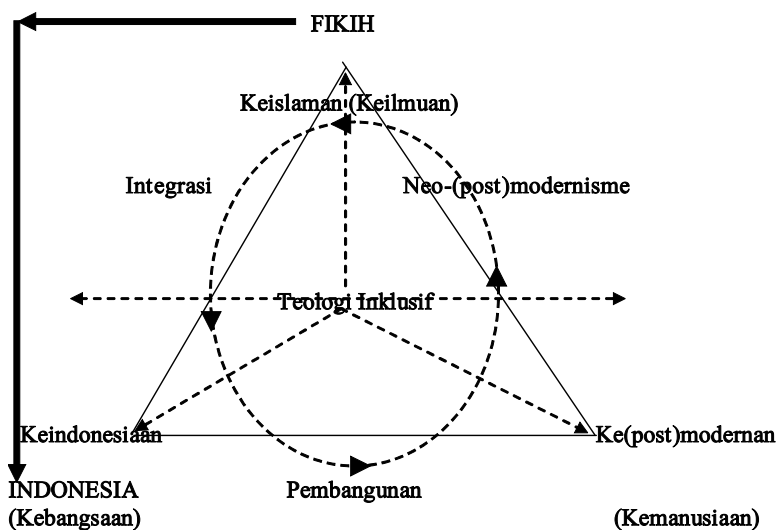 FIKIH
Keislaman (Keilmuan)
Integrasi
Neo-(post)modernisme
Teologi Inklusif
Keindonesiaan
Ke(post)modernan
INDONESIA
Pembangunan
(Kebangsaan)
(Kemanusiaan)